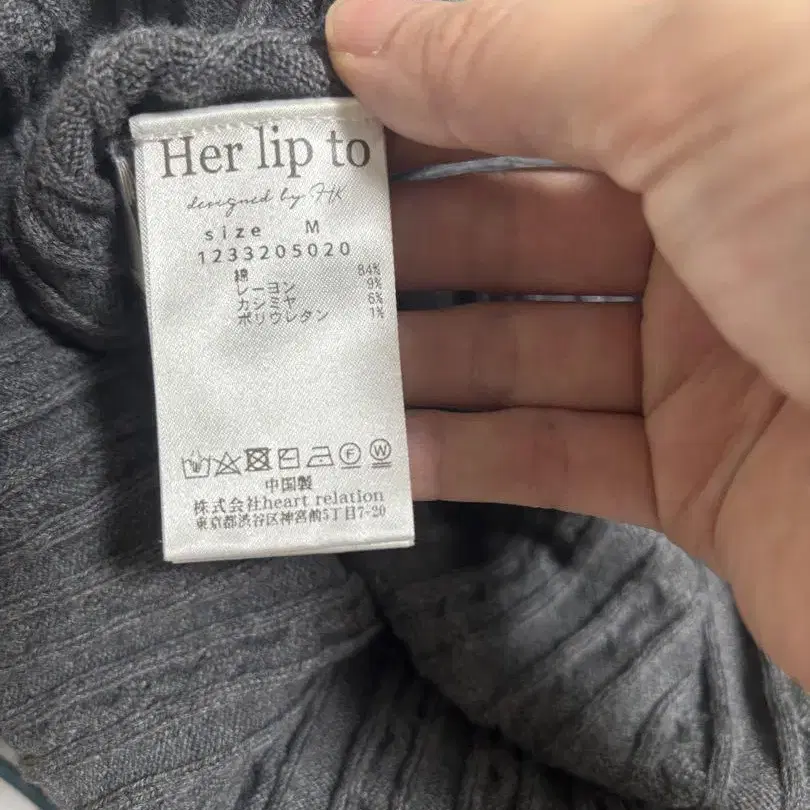 Her lip to
designed by HK
size M
1233205020
綿 84%
レーヨン 9%
カシミヤ 6%
ポリウレタン 1%
F W
中国製
株式会社heart relation
東京都渋谷区神宮前5丁目7-20